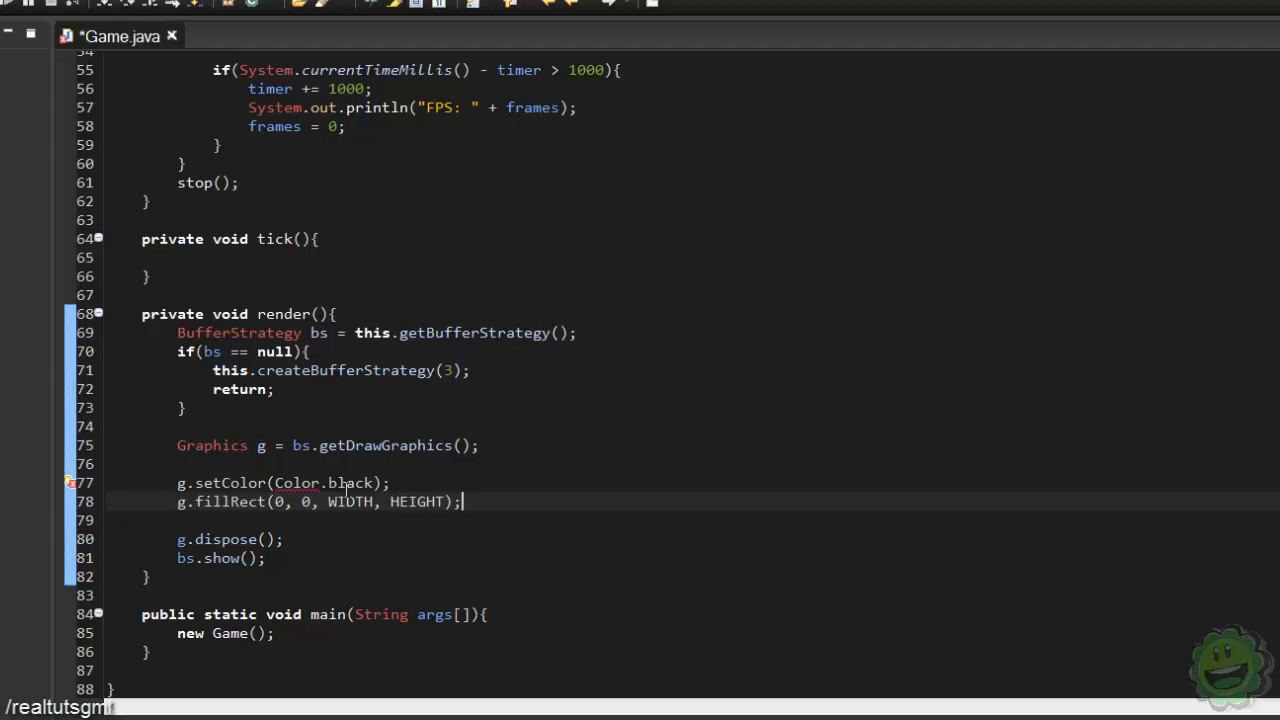 *Game.java
54
55 if(System.currentTimeMillis() - timer > 1000){
56 timer += 1000;
57 System.out.println("FPS: " + frames);
58 frames = 0;
59 }
60 }
61 stop();
62 }
63
64 private void tick(){
65
66 }
67
68 private void render(){
69 BufferStrategy bs = this.getBufferStrategy();
70 if(bs == null){
71 this.createBufferStrategy(3);
72 return;
73 }
74
75 Graphics g = bs.getDrawGraphics();
76
77 g.setColor(Color.black);
78 g.fillRect(0, 0, WIDTH, HEIGHT);
79
80 g.dispose();
81 bs.show();
82 }
83
84 public static void main(String args[]){
85 new Game();
86 }
87
88 }
/realtutsgm